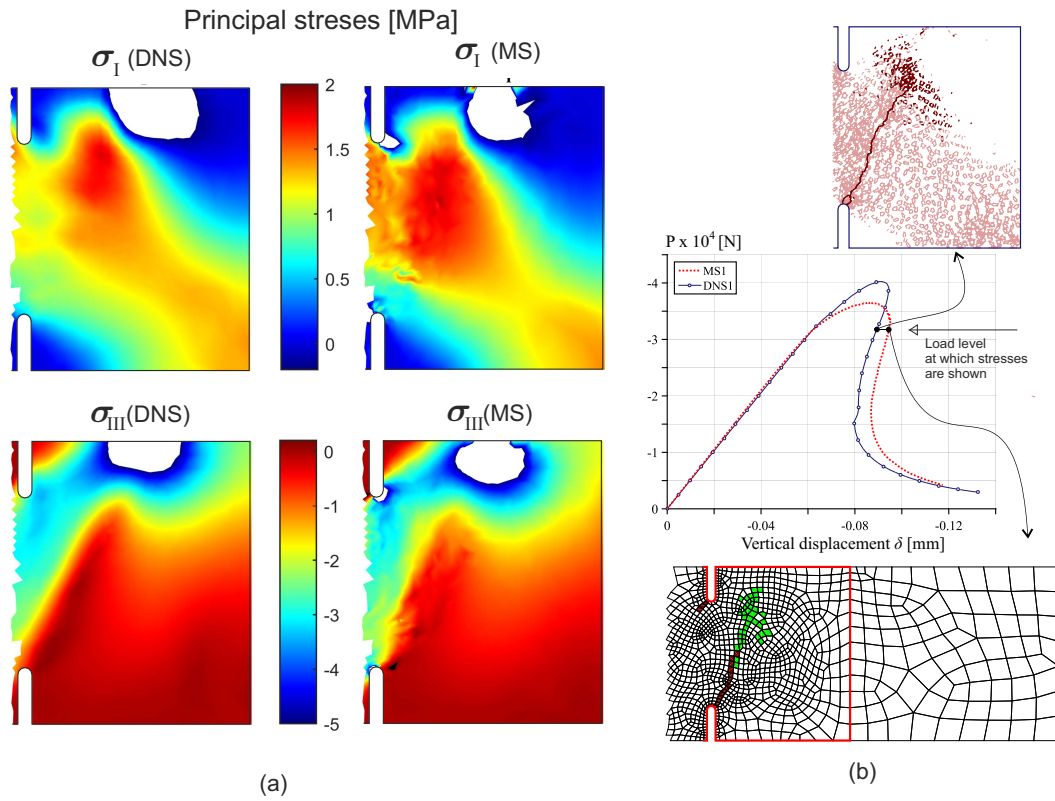 Principal streses [MPa]
σI (DNS)
σI (MS)
2
1.5
1
0.5
0
σIII(DNS)
σIII(MS)
0
-1
-2
-3
-4
-5
(a)
P x 10⁴ [N]
MS1
DNS1
-4
-3
-2
-1
0
Load level
at which stresses
are shown
0
-0.04
-0.08
-0.12
Vertical displacement δ [mm]
(b)